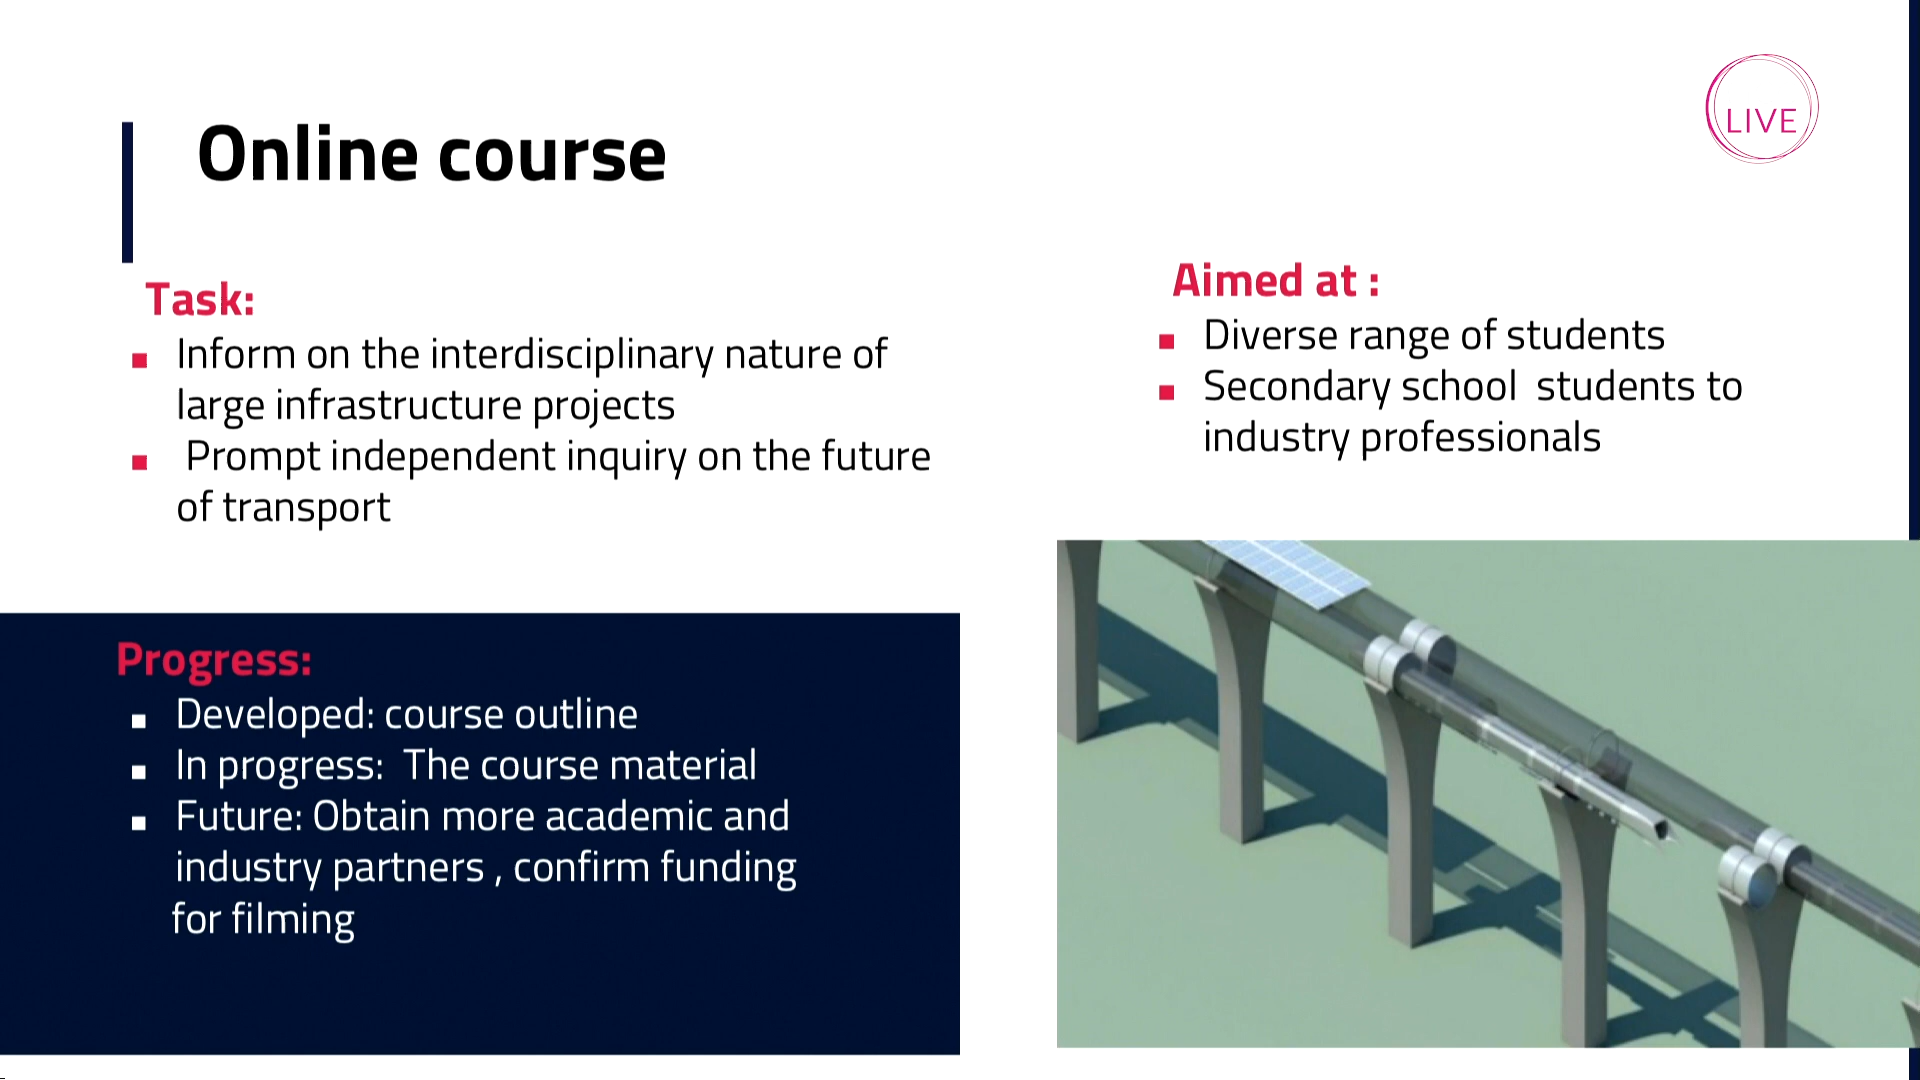 LIVE
Online course
Task:
Inform on the interdisciplinary nature of
large infrastructure projects
Prompt independent inquiry on the future
of transport
Aimed at :
Diverse range of students
Secondary school  students to
industry professionals
Progress:
Developed: course outline
In progress:  The course material
Future: Obtain more academic and
industry partners , confirm funding
for filming